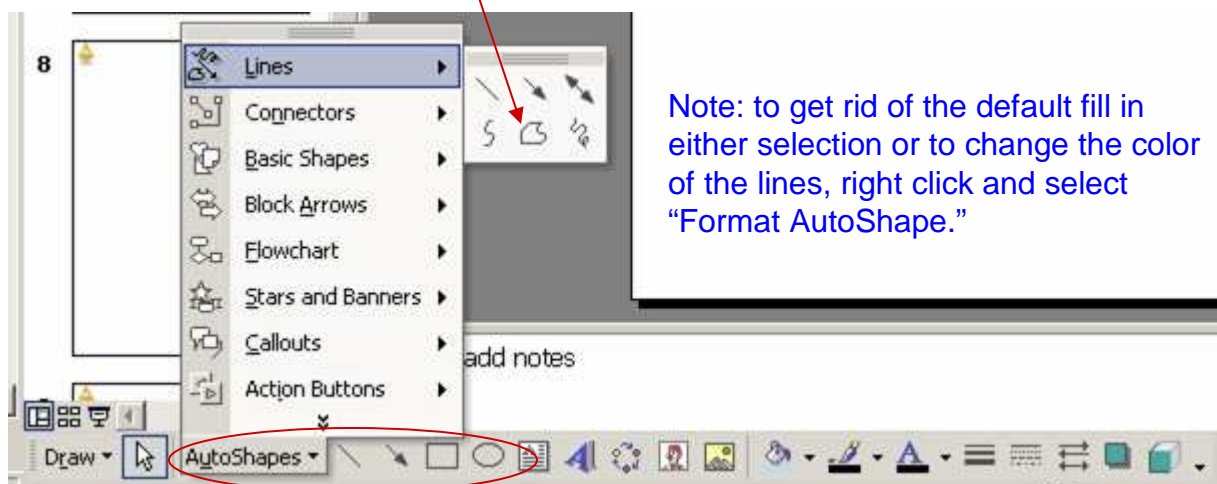 8
Lines
Connectors
Basic Shapes
Block Arrows
Flowchart
Stars and Banners
Callouts
Action Buttons
Note: to get rid of the default fill in
either selection or to change the color
of the lines, right click and select
“Format AutoShape.”
add notes
Draw
AutoShapes
A
A